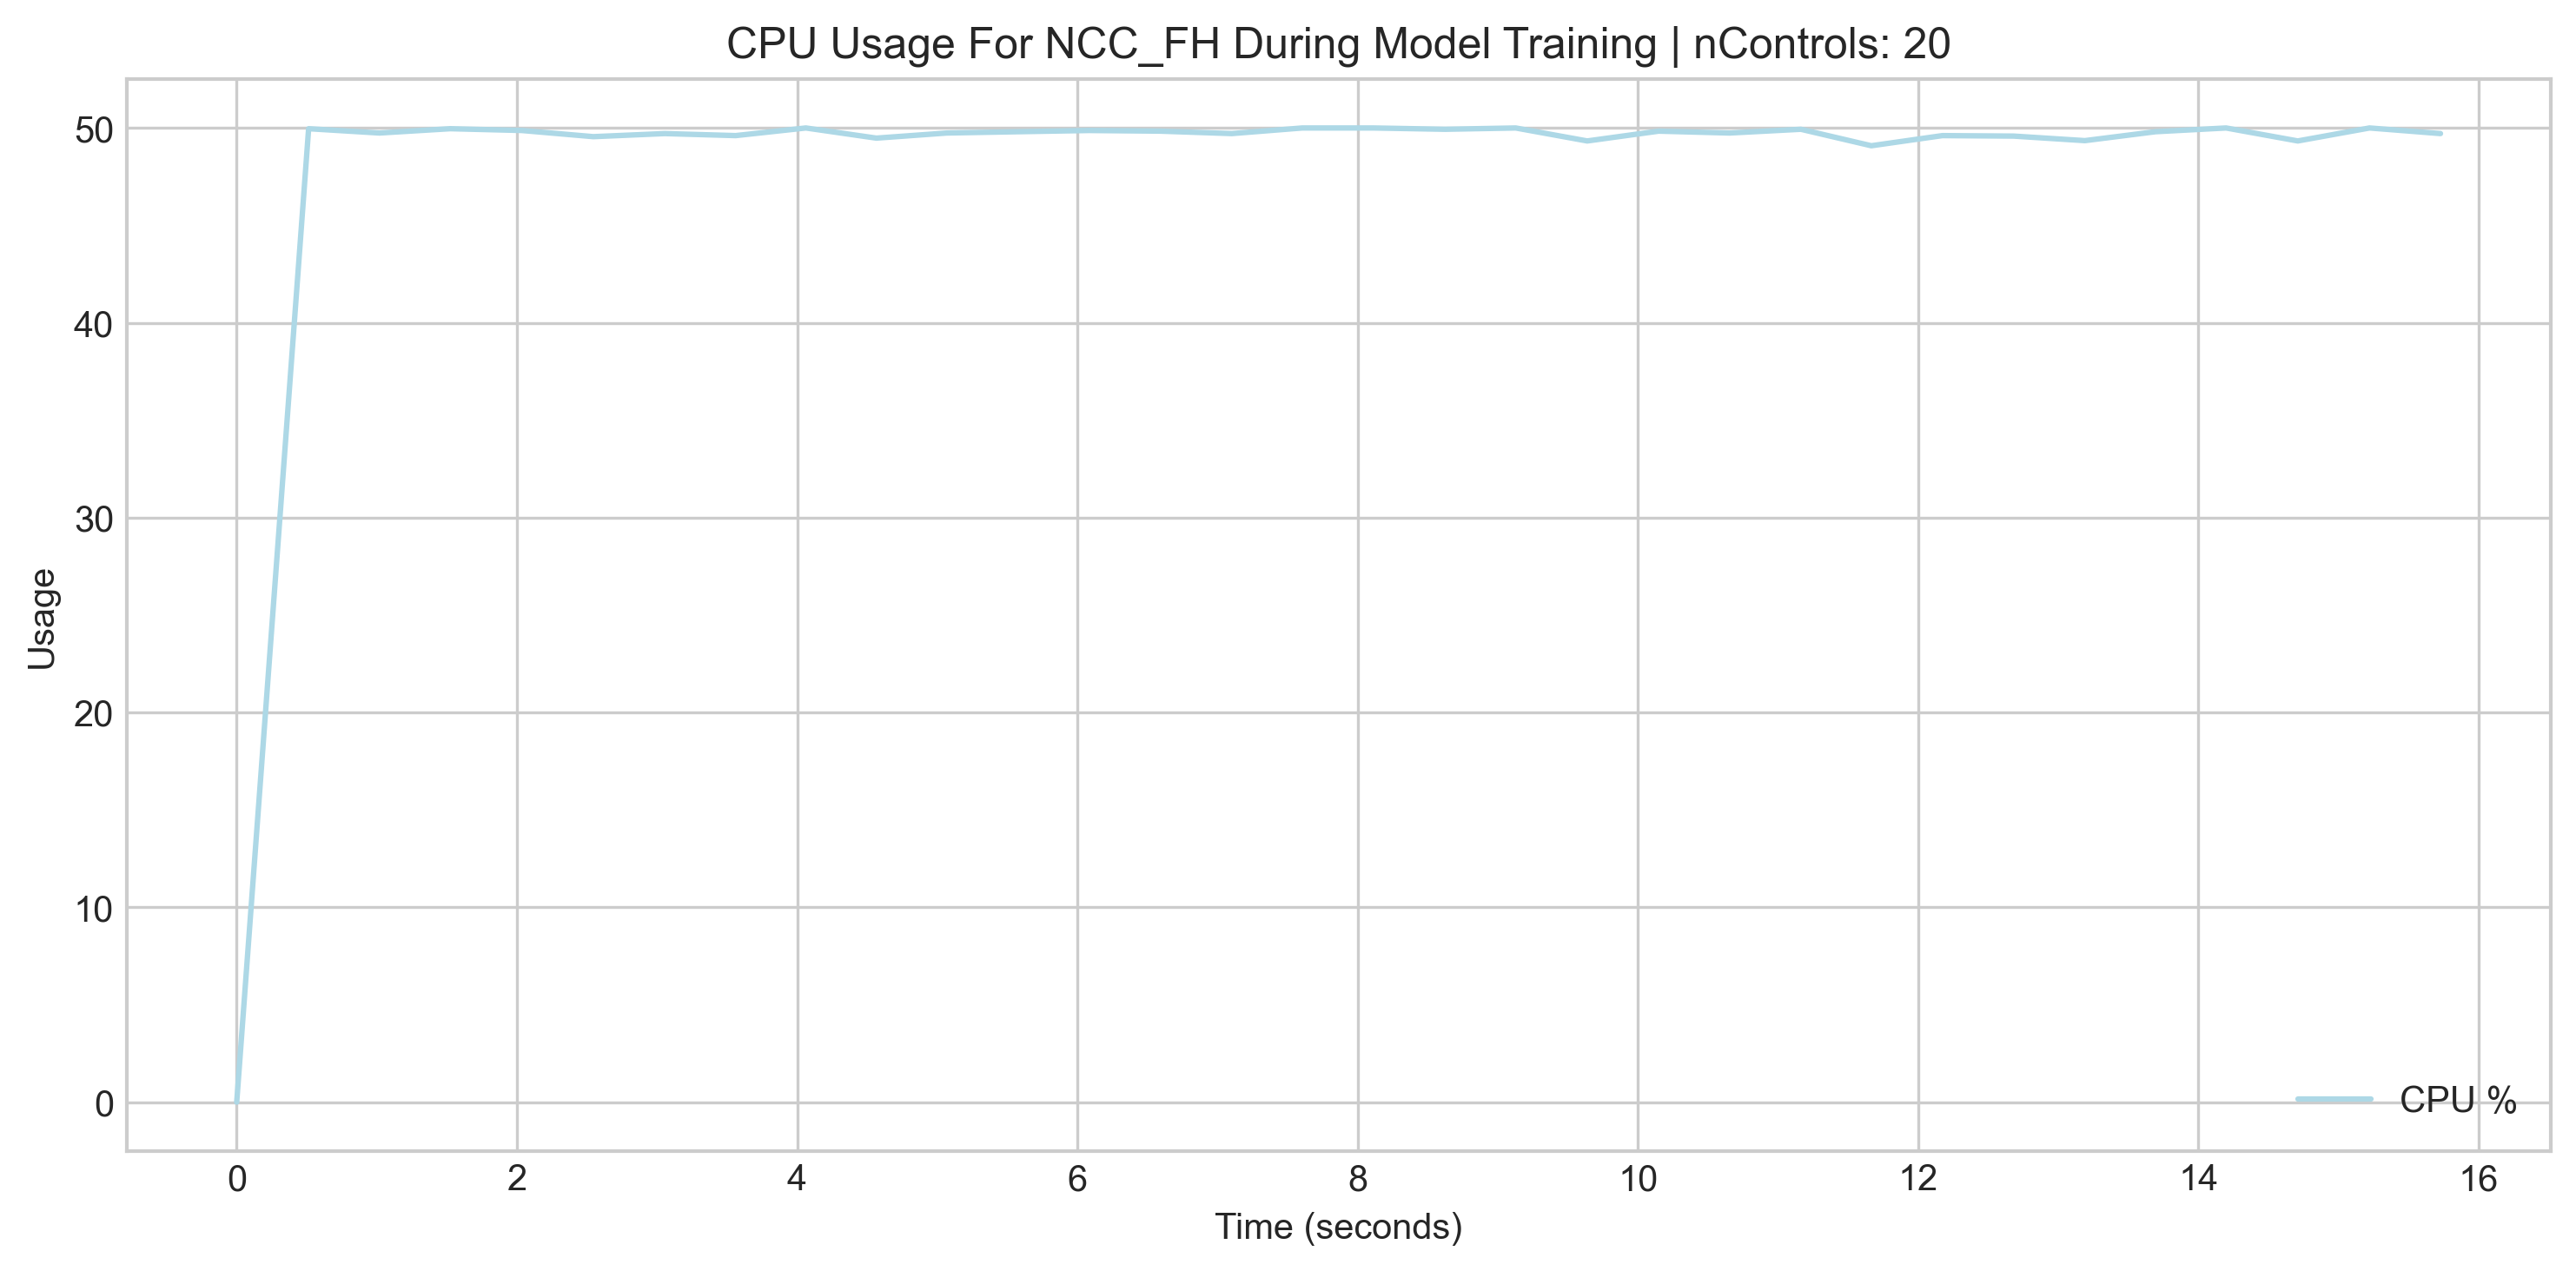 CPU Usage For NCC_FH During Model Training | nControls: 20
50
40
30
20
10
0
Usage
CPU %
0 2 4 6 8 10 12 14 16
Time (seconds)